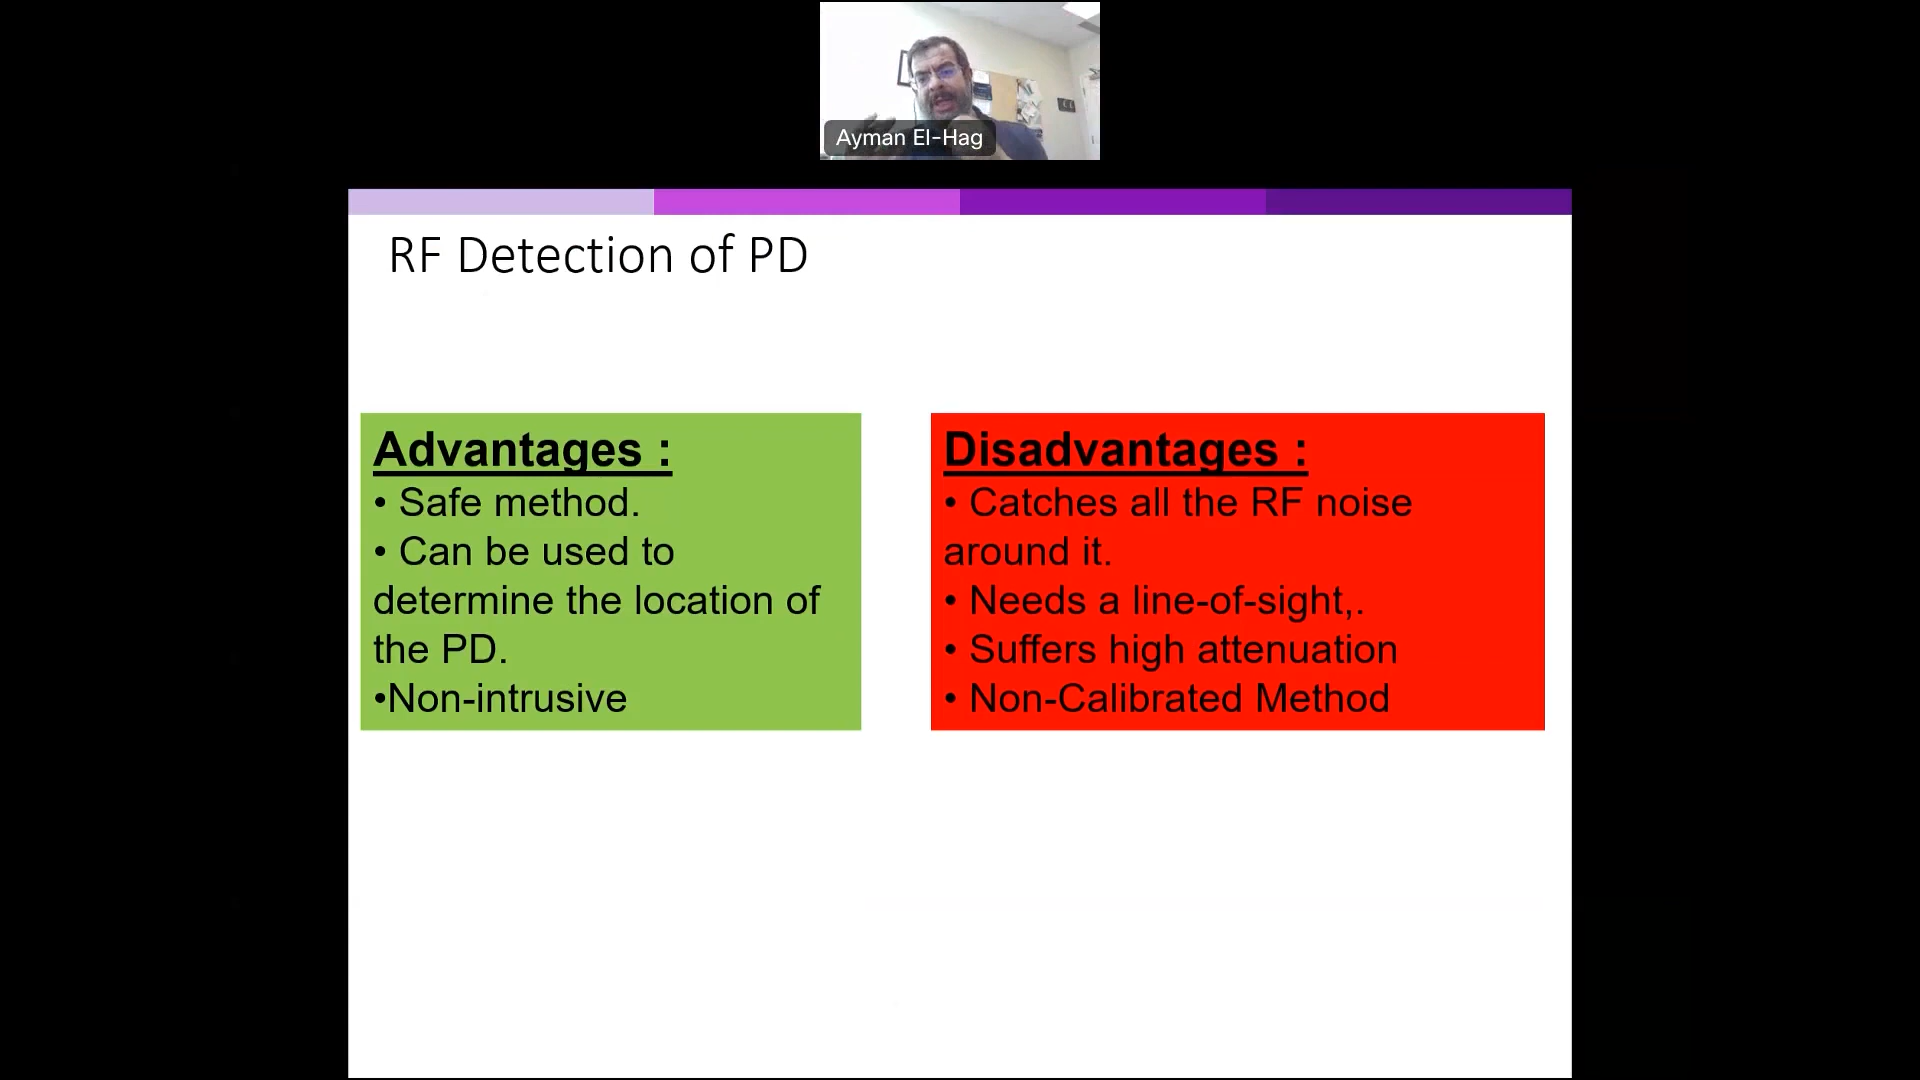 Ayman El-Hag
RF Detection of PD
Advantages :
• Safe method.
• Can be used to
determine the location of
the PD.
•Non-intrusive
Disadvantages :
• Catches all the RF noise
around it.
• Needs a line-of-sight,.
• Suffers high attenuation
• Non-Calibrated Method